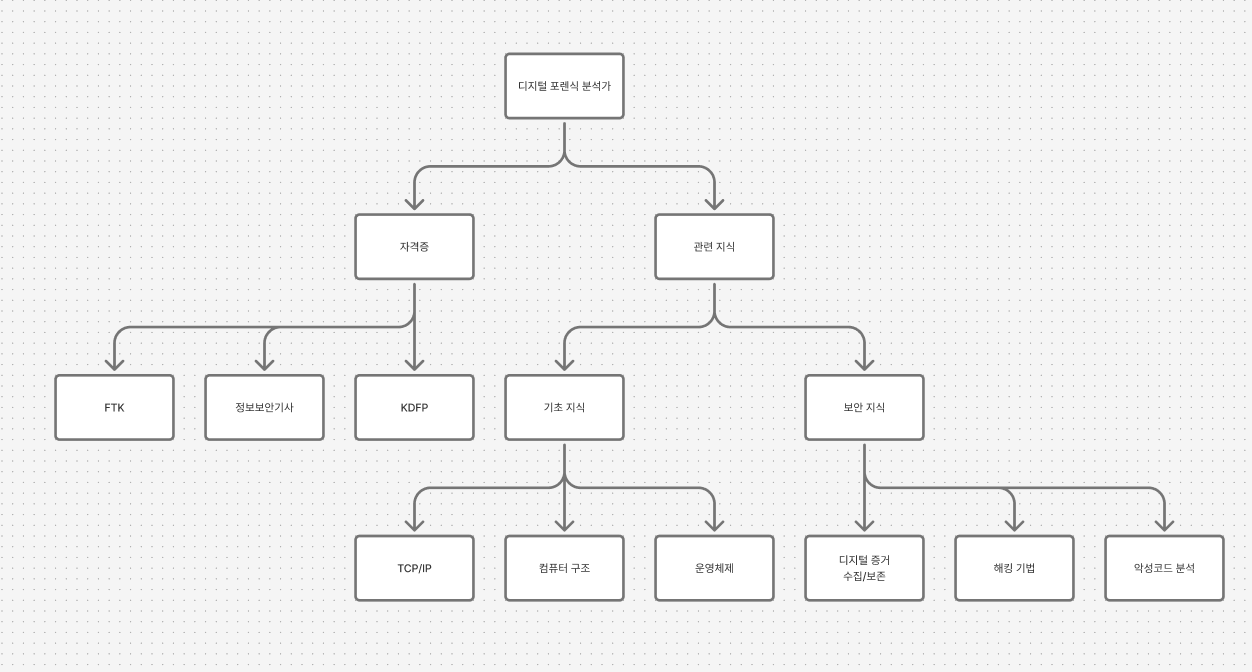 디지털 포렌식 분석가
자격증
관련 지식
FTK
정보보안기사
KDFP
기초 지식
보안 지식
TCP/IP
컴퓨터 구조
운영체제
디지털 증거
수집/보존
해킹 기법
악성코드 분석